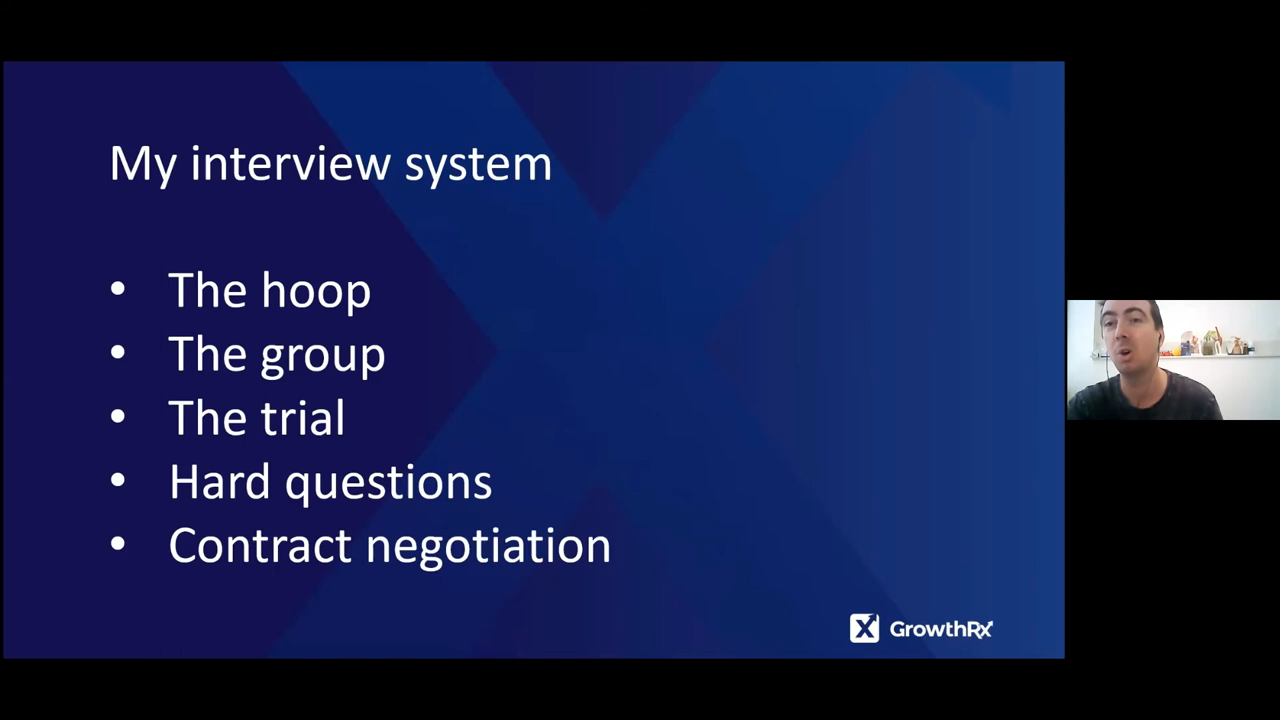 My interview system
• The hoop
• The group
• The trial
• Hard questions
• Contract negotiation
X GrowthRx